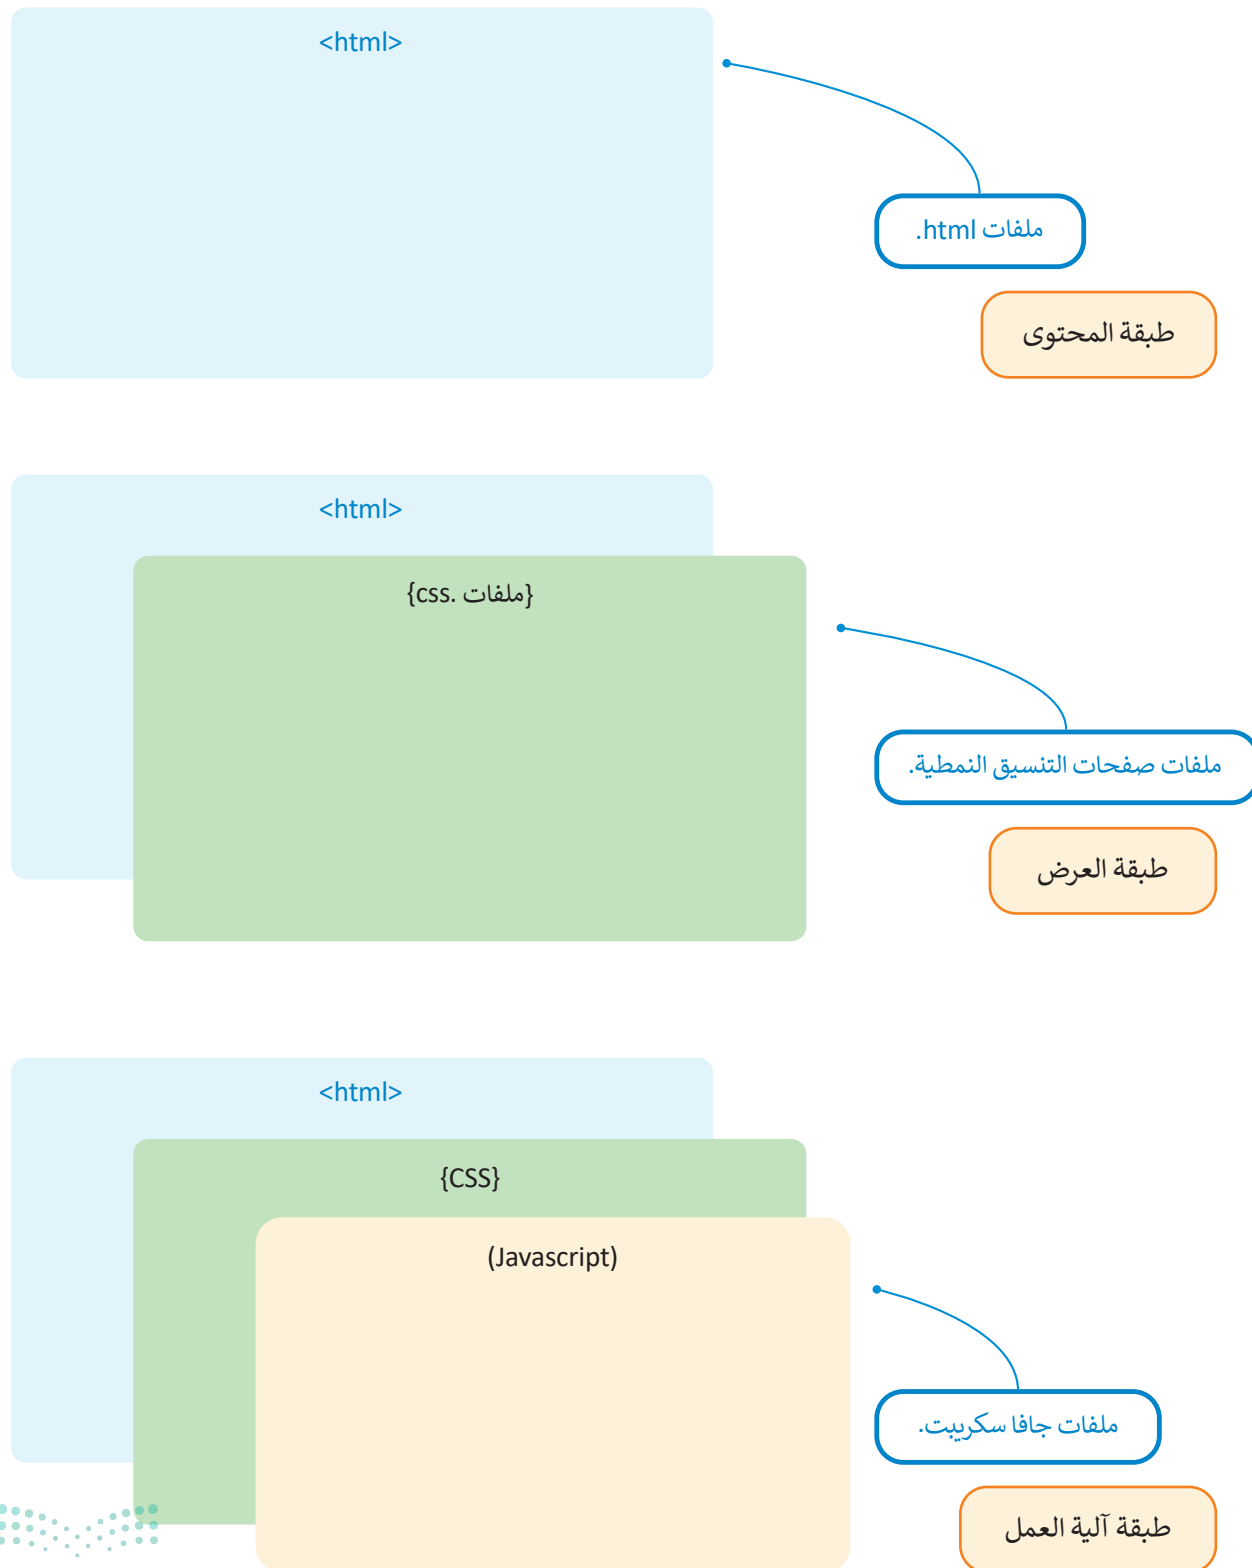 <html>
ملفات html.
طبقة المحتوى
<html>
{ملفات .css}
ملفات صفحات التنسيق النمطية.
طبقة العرض
<html>
{CSS}
(Javascript)
ملفات جافا سكريبت.
طبقة آلية العمل